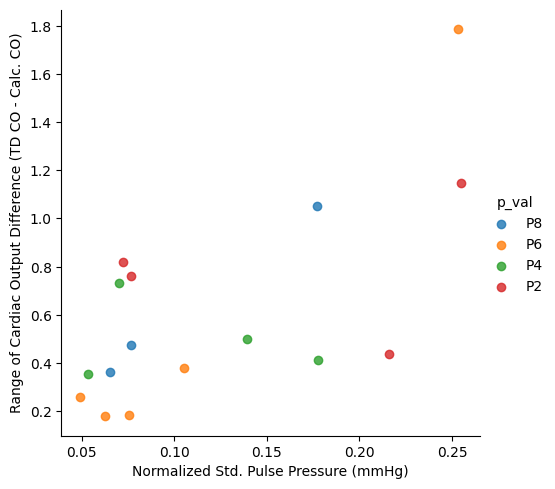 Range of Cardiac Output Difference (TD CO - Calc. CO)
1.8
1.6
1.4
1.2
1.0
0.8
0.6
0.4
0.2
0.05 0.10 0.15 0.20 0.25
Normalized Std. Pulse Pressure (mmHg)
p_val
P8
P6
P4
P2